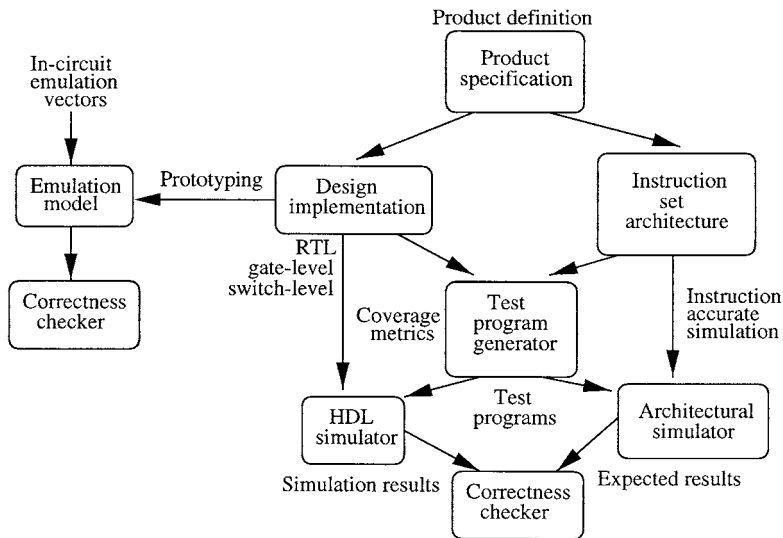 Product definition
Product
specification
In-circuit
emulation
vectors
Emulation
model
Prototyping
Design
implementation
Instruction
set
architecture
RTL
gate-level
switch-level
Correctness
checker
Coverage
metrics
Test
program
generator
Instruction
accurate
simulation
HDL
simulator
Test
programs
Architectural
simulator
Simulation results
Correctness
checker
Expected results